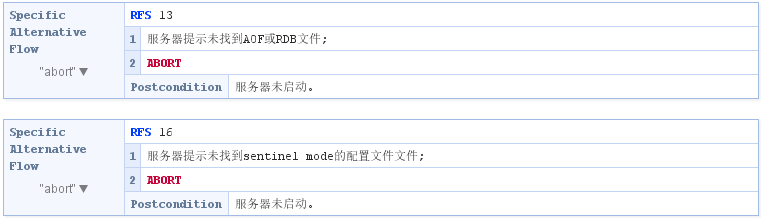 Specific Alternative Flow
"abort" ▼
RFS 13
1 服务器提示未找到AOF或RDB文件;
2 ABORT
Postcondition 服务器未启动。
Specific Alternative Flow
"abort" ▼
RFS 16
1 服务器提示未找到sentinel mode的配置文件文件;
2 ABORT
Postcondition 服务器未启动。